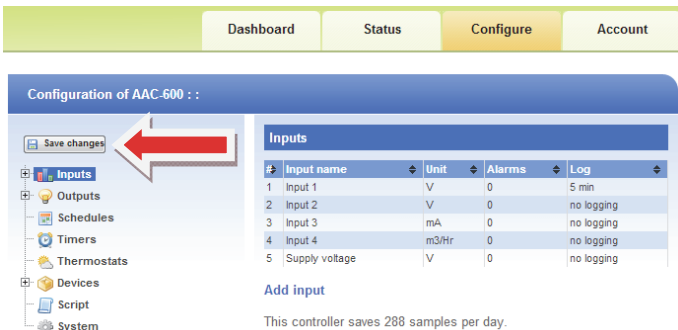 Dashboard Status Configure Account
Configuration of AAC-600 : :
Save changes
Inputs
Outputs
Schedules
Timers
Thermostats
Devices
Script
System
Inputs
# Input name Unit Alarms Log
1 Input 1 V 0 5 min
2 Input 2 V 0 no logging
3 Input 3 mA 0 no logging
4 Input 4 m3/Hr 0 no logging
5 Supply voltage V 0 no logging
Add input
This controller saves 288 samples per day.